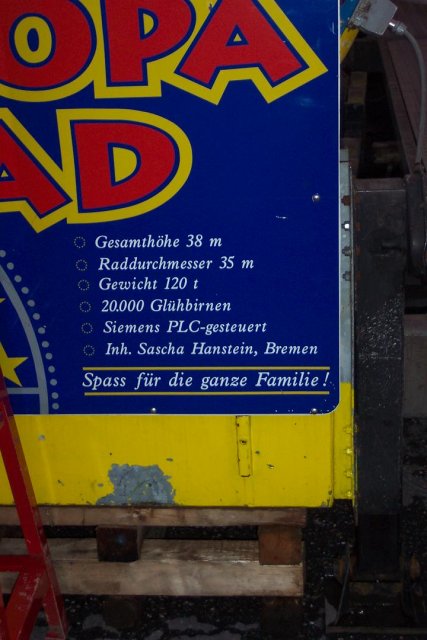 OPA
AD
Gesamthöhe 38 m
Raddurchmesser 35 m
Gewicht 120 t
20.000 Glühbirnen
Siemens PLC-gesteuert
Inh. Sascha Hanstein, Bremen
Spass für die ganze Familie!